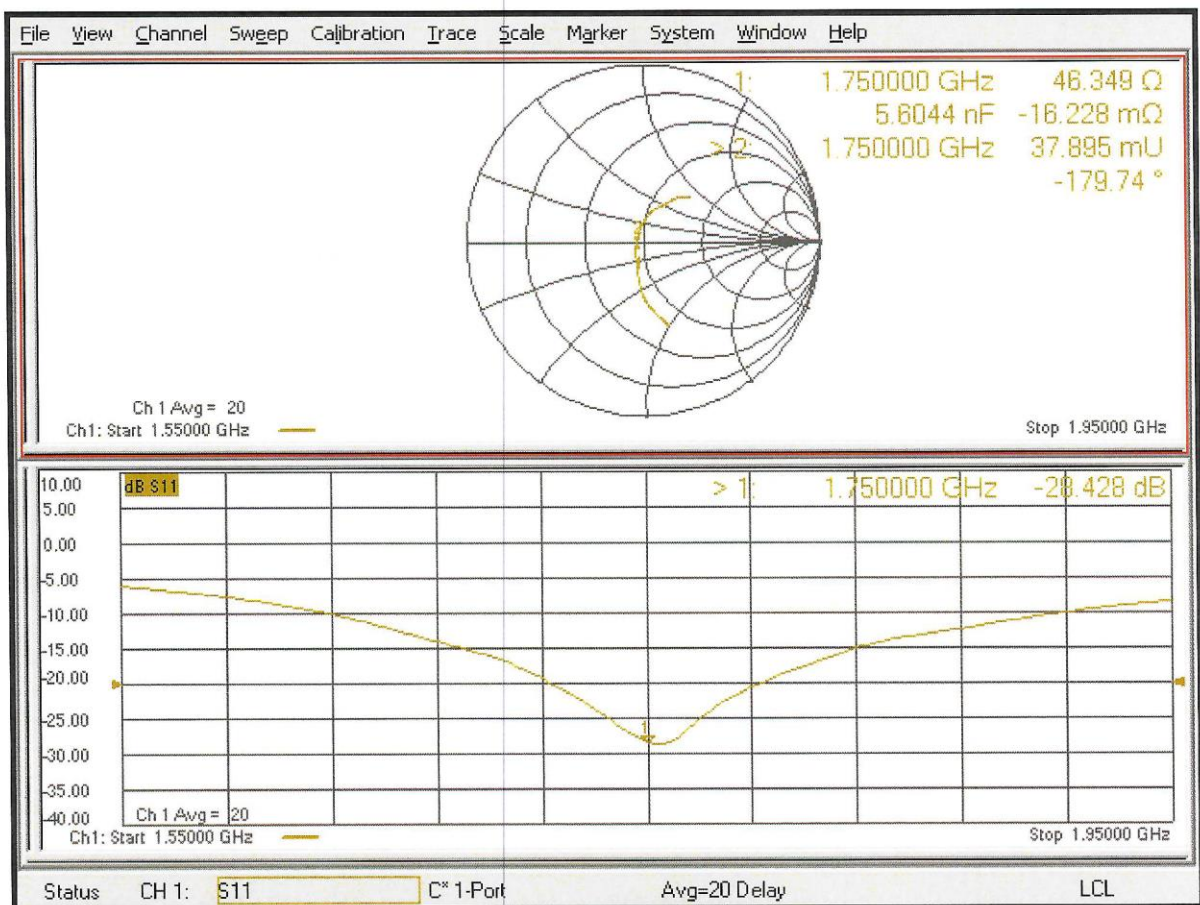 File View Channel Sweep Calibration Trace Scale Marker System Window Help
1: 1.750000 GHz 46.349 Ω
5.6044 nF -16.228 mΩ
> 2: 1.750000 GHz 37.895 mU
-179.74 °
Ch 1 Avg = 20
Ch1: Start 1.55000 GHz
Stop 1.95000 GHz
10.00
dB S11
> 1: 1.750000 GHz -28.428 dB
5.00
0.00
-5.00
-10.00
-15.00
-20.00
-25.00
1
-30.00
-35.00
-40.00
Ch 1 Avg = 20
Ch1: Start 1.55000 GHz
Stop 1.95000 GHz
Status CH 1: S11 C* 1-Port Avg=20 Delay LCL